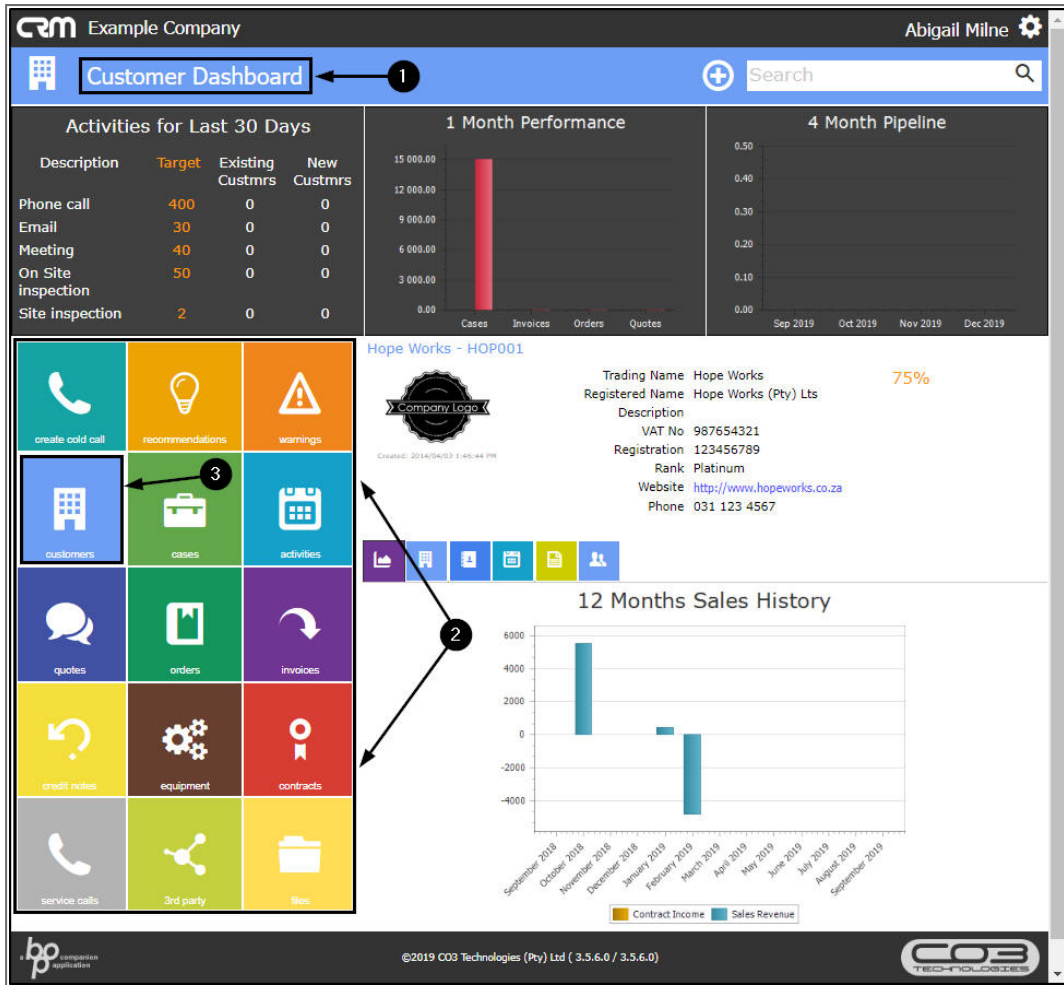 CRM Example Company
Abigail Milne
Customer Dashboard
1
Search
Activities for Last 30 Days
Description Target Existing Custmrs New Custmrs
Phone call 400 0 0
Email 30 0 0
Meeting 40 0 0
On Site inspection 50 0 0
Site inspection 2 0 0
1 Month Performance
15 000.00
12 000.00
9 000.00
6 000.00
3 000.00
0.00
Cases Invoices Orders Quotes
4 Month Pipeline
0.50
0.40
0.30
0.20
0.10
0.00
Sep 2019 Oct 2019 Nov 2019 Dec 2019
create cold call recommendations warnings
3
customers cases activities
2
quotes orders invoices
credit notes equipment contracts
service calls 3rd party files
Hope Works - HOP001
Company Logo
Created: 2014/04/03 1:46:44 PM
Trading Name Hope Works
75%
Registered Name Hope Works (Pty) Lts
Description
VAT No 987654321
Registration 123456789
Rank Platinum
Website http://www.hopeworks.co.za
Phone 031 123 4567
12 Months Sales History
6000
4000
2000
0
-2000
-4000
September 2018 October 2018 November 2018 December 2018 January 2019 February 2019 March 2019 April 2019 May 2019 June 2019 July 2019 August 2019 September 2019
Contract Income Sales Revenue
a bpo companion application
©2019 CO3 Technologies (Pty) Ltd ( 3.5.6.0 / 3.5.6.0)
CO3
TECHNOLOGIES